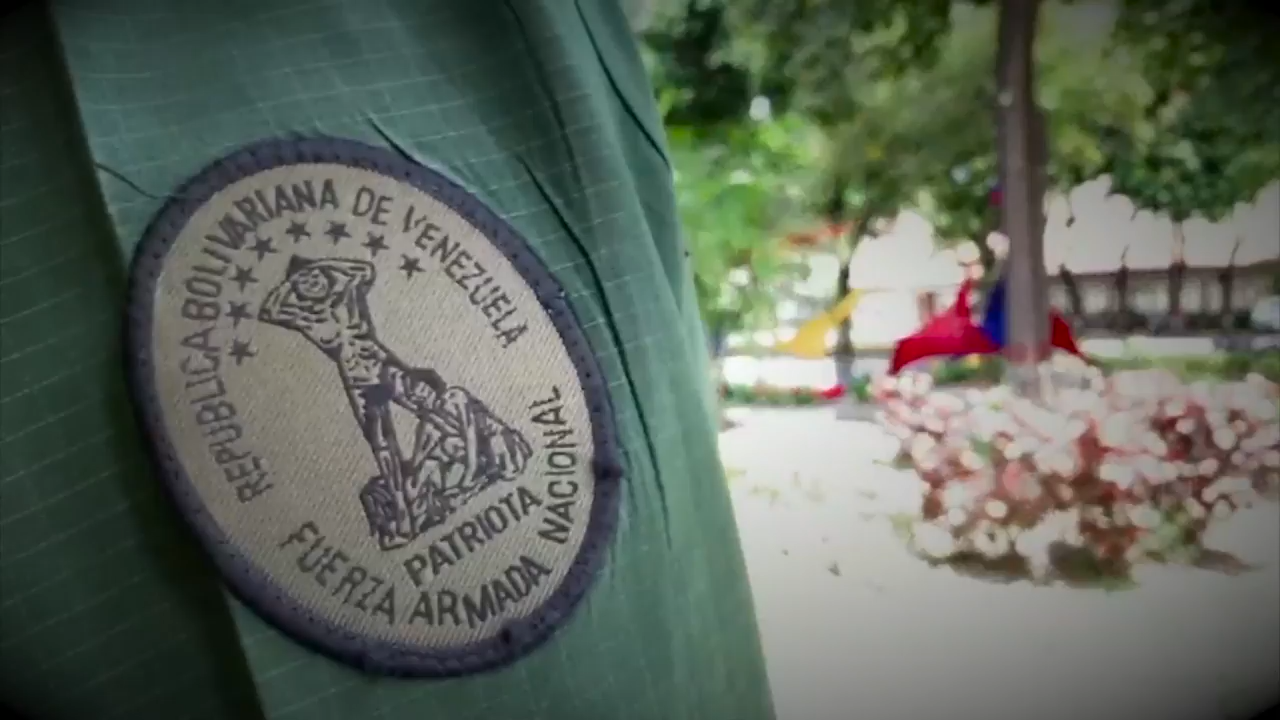 REPUBLICA BOLIVARIANA DE VENEZUELA
PATRIOTA
FUERZA ARMADA NACIONAL